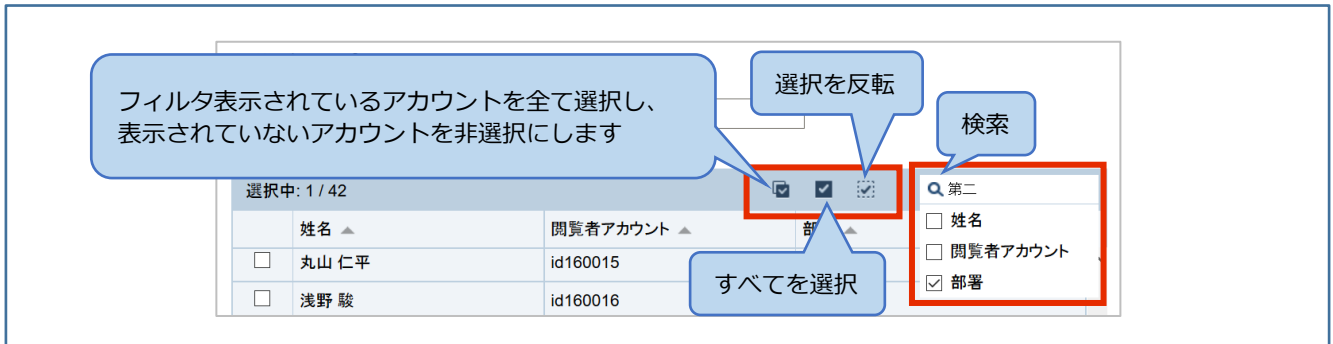 フィルタ表示されているアカウントを全て選択し、
表示されていないアカウントを非選択にします
選択を反転
検索
選択中: 1 / 42
第二
姓名
閲覧者アカウント
部
姓名
閲覧者アカウント
部署
丸山 仁平
id160015
浅野 駿
id160016
すべてを選択